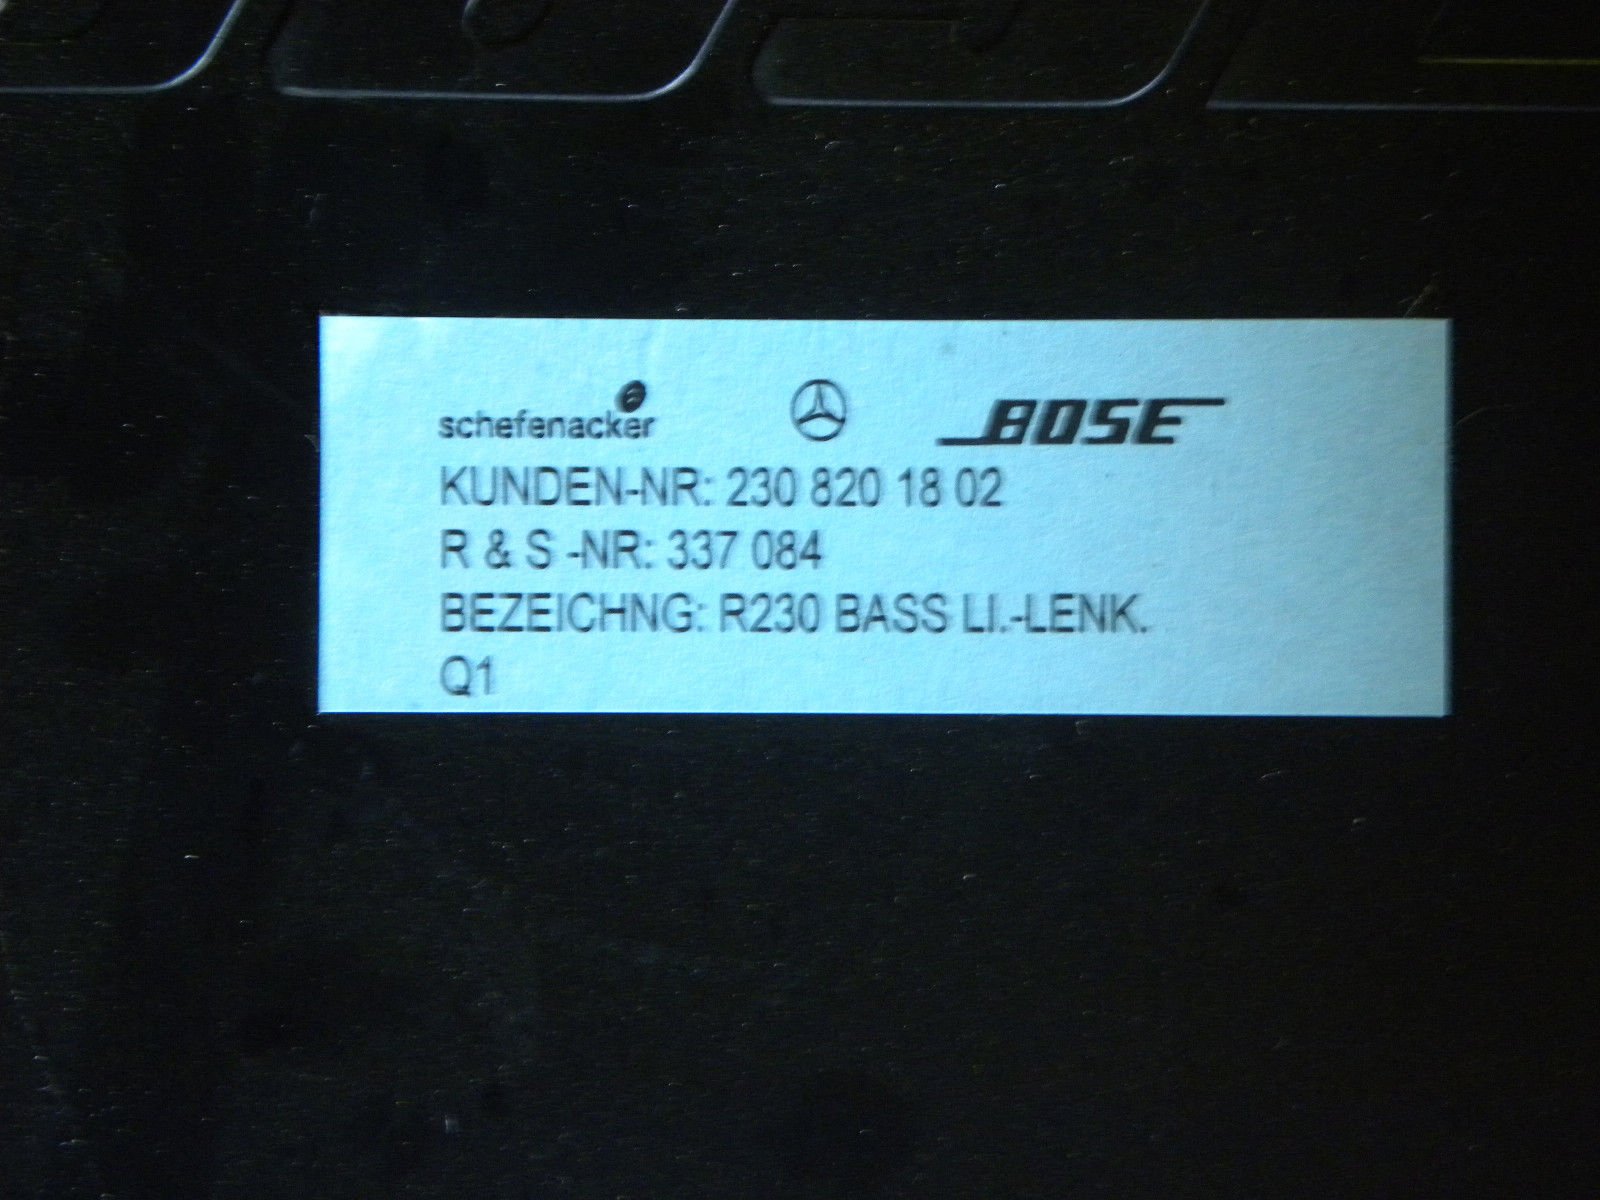 schefenacker BOSE
KUNDEN-NR: 230 820 18 02
R & S -NR: 337 084
BEZEICHNG: R230 BASS LI.-LENK.
Q1